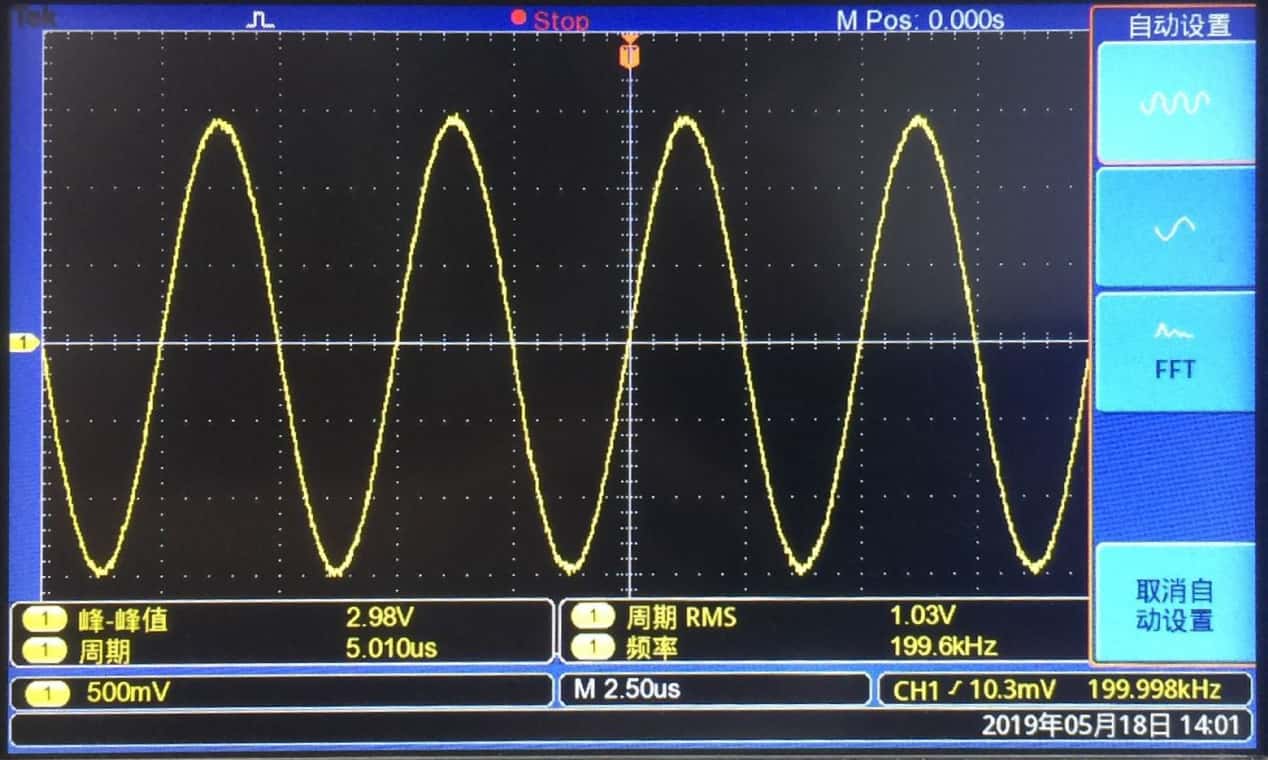 Tek
Stop
M Pos: 0.000s
自动设置
T
1
FFT
取消自
动设置
1 峰-峰值 2.98V
1 周期 5.010us
1 周期 RMS 1.03V
1 频率 199.6kHz
1 500mV
M 2.50us
CH1 10.3mV 199.998kHz
2019年05月18日 14:01